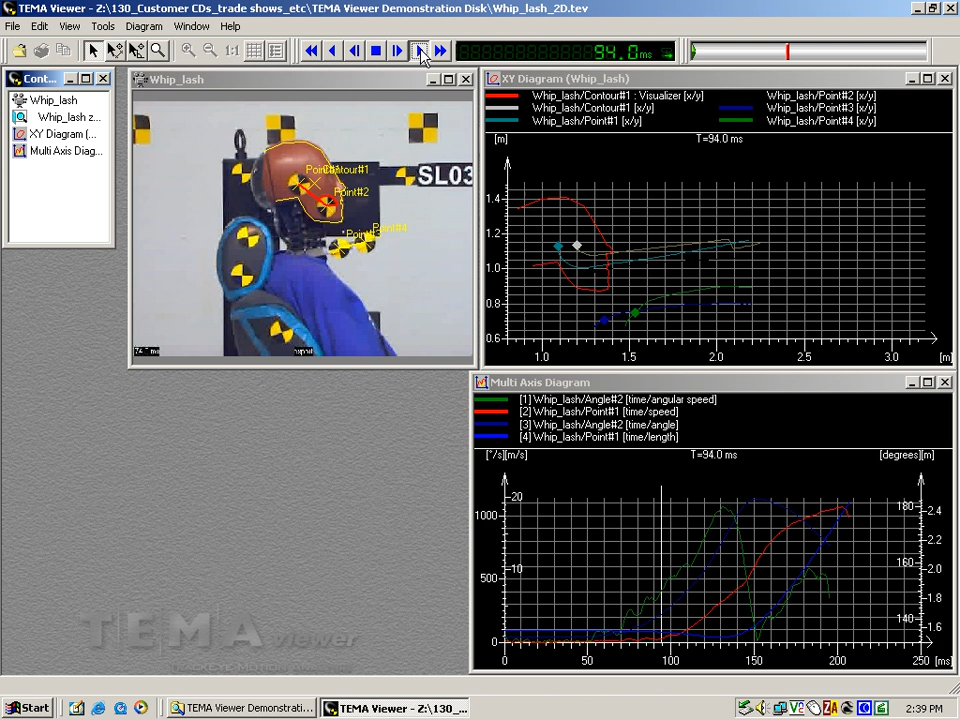 TEMA Viewer - Z:\130_Customer CDs_trade shows_etc\TEMA Viewer Demonstration Disk\Whip_lash_2D.tev
File Edit View Tools Diagram Window Help
1:1
94.0 ms
Cont...
Whip_lash
Whip_lash z...
XY Diagram (...
Multi Axis Diag...
Whip_lash
Contour#1
Point#2
SL03
XY Diagram (Whip_lash)
Whip_lash/Contour#1 : Visualizer [x/y]
Whip_lash/Contour#1 [x/y]
Whip_lash/Point#1 [x/y]
Whip_lash/Point#2 [x/y]
Whip_lash/Point#3 [x/y]
Whip_lash/Point#4 [x/y]
[m]
T=94.0 ms
1.4
1.2
1.0
0.8
0.6
1.0 1.5 2.0 2.5 3.0 [m]
Multi Axis Diagram
[1] Whip_lash/Angle#2 [time/angular speed]
[2] Whip_lash/Point#1 [time/speed]
[3] Whip_lash/Angle#2 [time/angle]
[4] Whip_lash/Point#1 [time/length]
[°/s][m/s] T=94.0 ms [degrees][m]
20
1000
10
500
0
180 2.4
2.2
160 2.0
1.8
140 1.6
0 50 100 150 200 250 [ms]
TEMA viewer
TRACKEYE MOTION ANALYSIS
Start
TEMA Viewer Demonstrati...
TEMA Viewer - Z:\130_...
2:39 PM